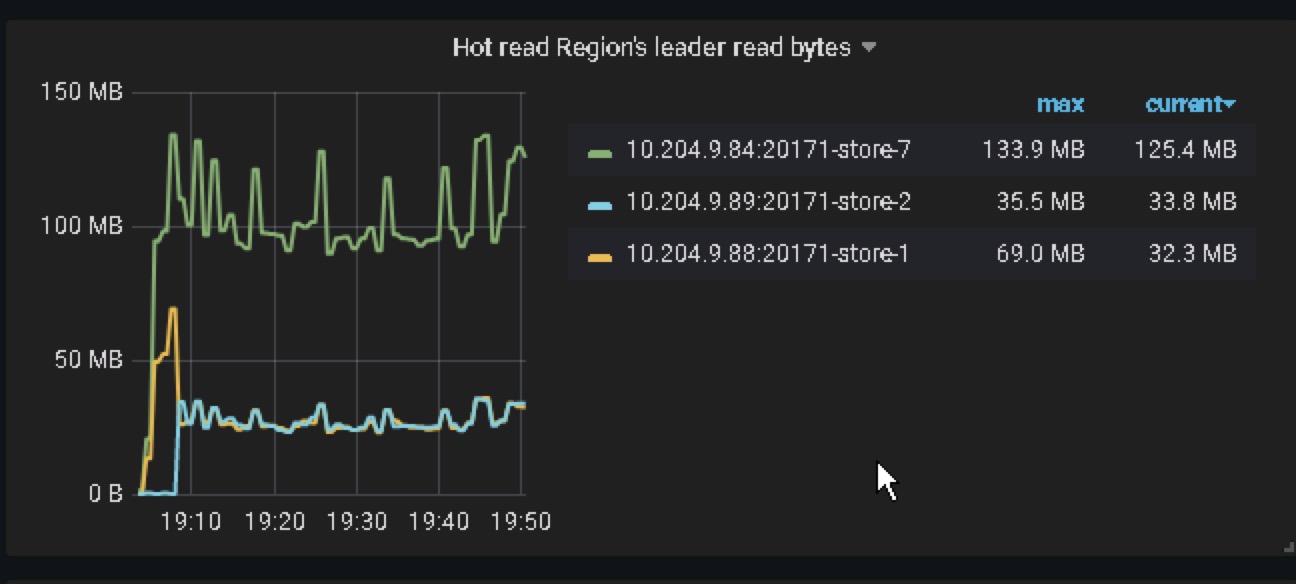 Hot read Region's leader read bytes
150 MB
100 MB
50 MB
0 B
19:10 19:20 19:30 19:40 19:50
max current
10.204.9.84:20171-store-7 133.9 MB 125.4 MB
10.204.9.89:20171-store-2 35.5 MB 33.8 MB
10.204.9.88:20171-store-1 69.0 MB 32.3 MB